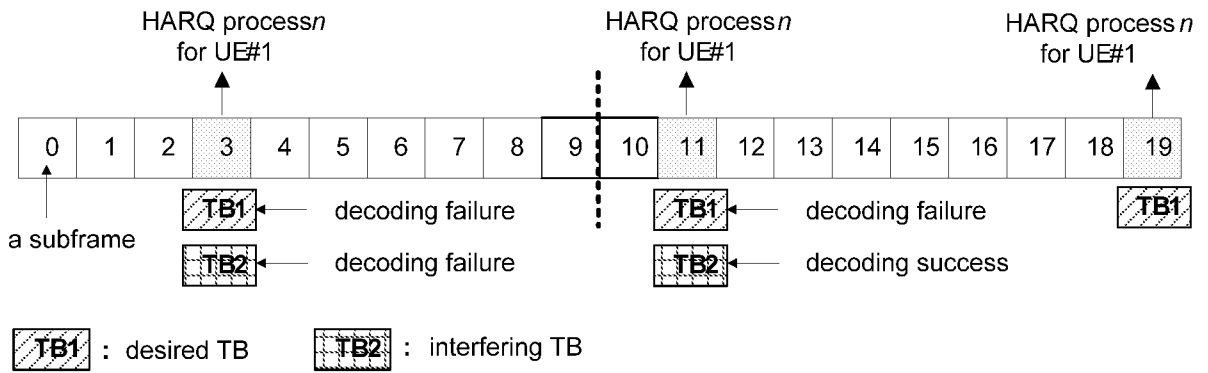 HARQ processn
for UE#1
HARQ processn
for UE#1
HARQ process n
for UE#1
0 1 2 3 4 5 6 7 8 9 10 11 12 13 14 15 16 17 18 19
TB1 decoding failure TB1 decoding failure TB1
a subframe
TB2 decoding failure TB2 decoding success
TB1 : desired TB TB2 : interfering TB